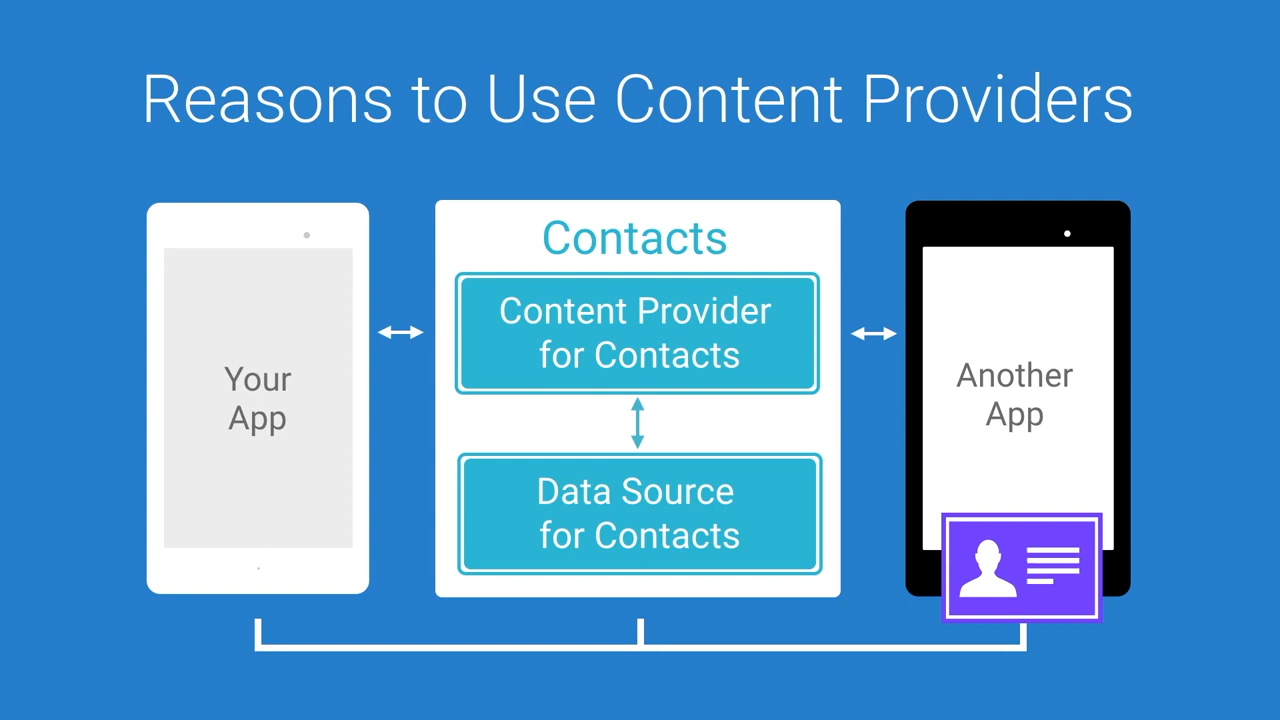 Reasons to Use Content Providers
Your
App
Contacts
Content Provider
for Contacts
Data Source
for Contacts
Another
App